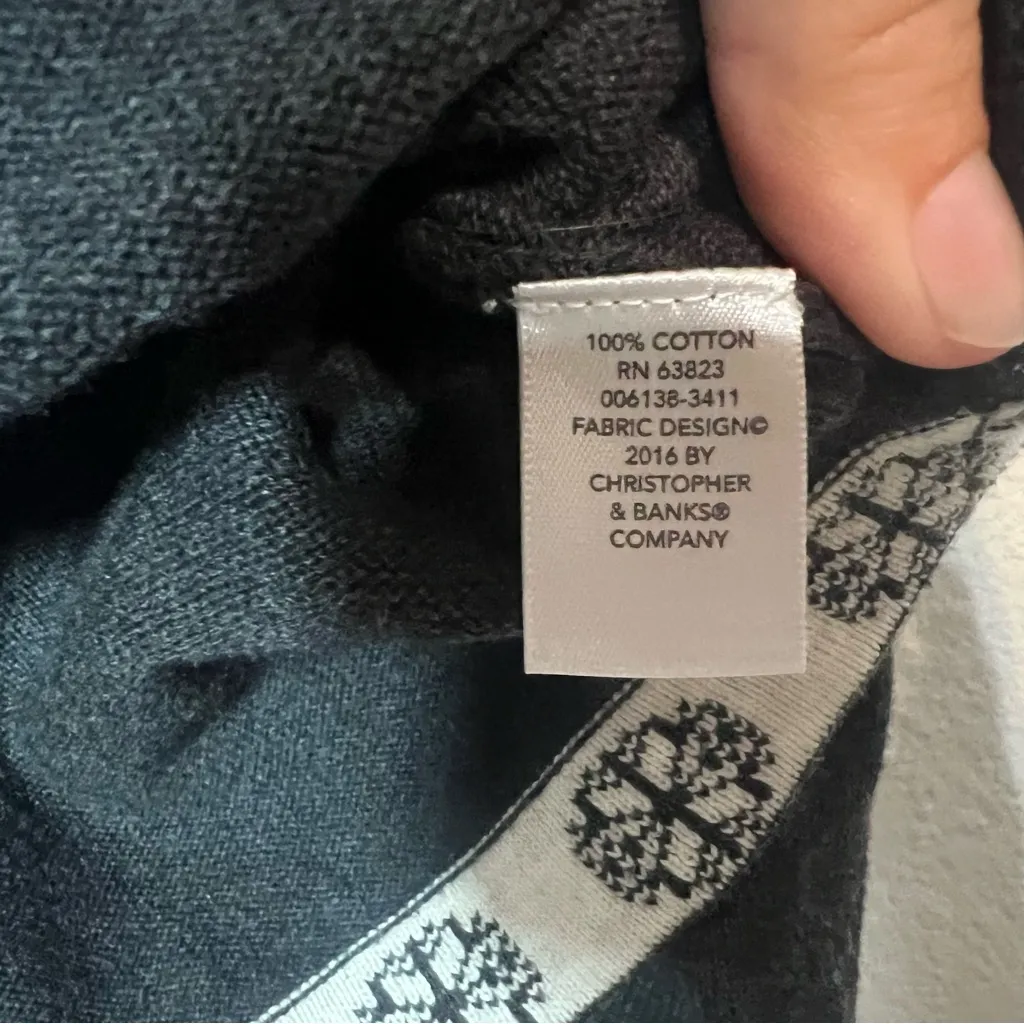 100% COTTON
RN 63823
006138-3411
FABRIC DESIGN©
2016 BY
CHRISTOPHER
& BANKS®
COMPANY